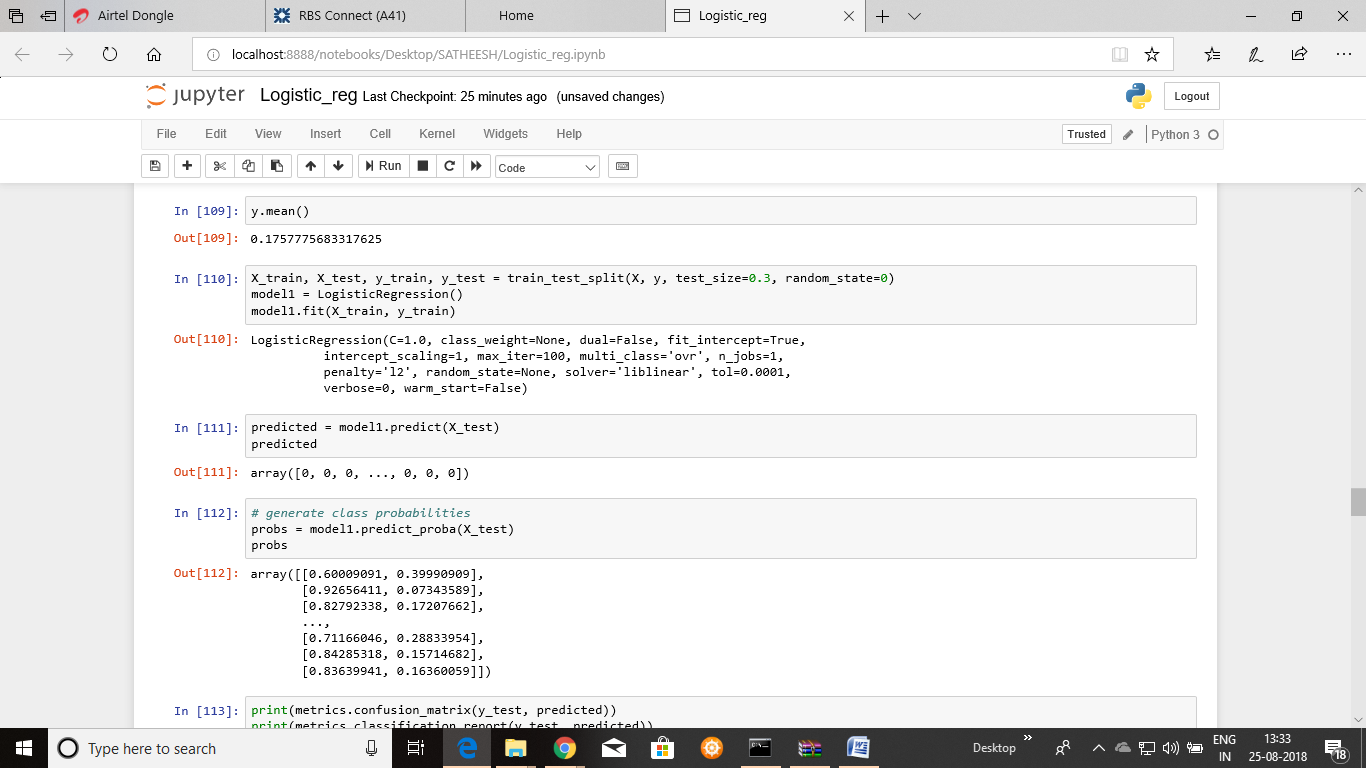 Airtel Dongle
RBS Connect (A41)
Home
Logistic_reg
localhost:8888/notebooks/Desktop/SATHEESH/Logistic_reg.ipynb
jupyter Logistic_reg Last Checkpoint: 25 minutes ago (unsaved changes)
Logout
File Edit View Insert Cell Kernel Widgets Help
Trusted
Python 3
Run
Code
In [109]: y.mean()
Out[109]: 0.1757775683317625
In [110]: X_train, X_test, y_train, y_test = train_test_split(X, y, test_size=0.3, random_state=0)
model1 = LogisticRegression()
model1.fit(X_train, y_train)
Out[110]: LogisticRegression(C=1.0, class_weight=None, dual=False, fit_intercept=True,
intercept_scaling=1, max_iter=100, multi_class='ovr', n_jobs=1,
penalty='l2', random_state=None, solver='liblinear', tol=0.0001,
verbose=0, warm_start=False)
In [111]: predicted = model1.predict(X_test)
predicted
Out[111]: array([0, 0, 0, ..., 0, 0, 0])
In [112]: # generate class probabilities
probs = model1.predict_proba(X_test)
probs
Out[112]: array([[0.60009091, 0.39990909],
[0.92656411, 0.07343589],
[0.82792338, 0.17207662],
...,
[0.71166046, 0.28833954],
[0.84285318, 0.15714682],
[0.83639941, 0.16360059]])
In [113]: print(metrics.confusion_matrix(y_test, predicted))
print(metrics.classification_report(y_test, predicted))
Type here to search
Desktop
ENG
IN
13:33
25-08-2018
18